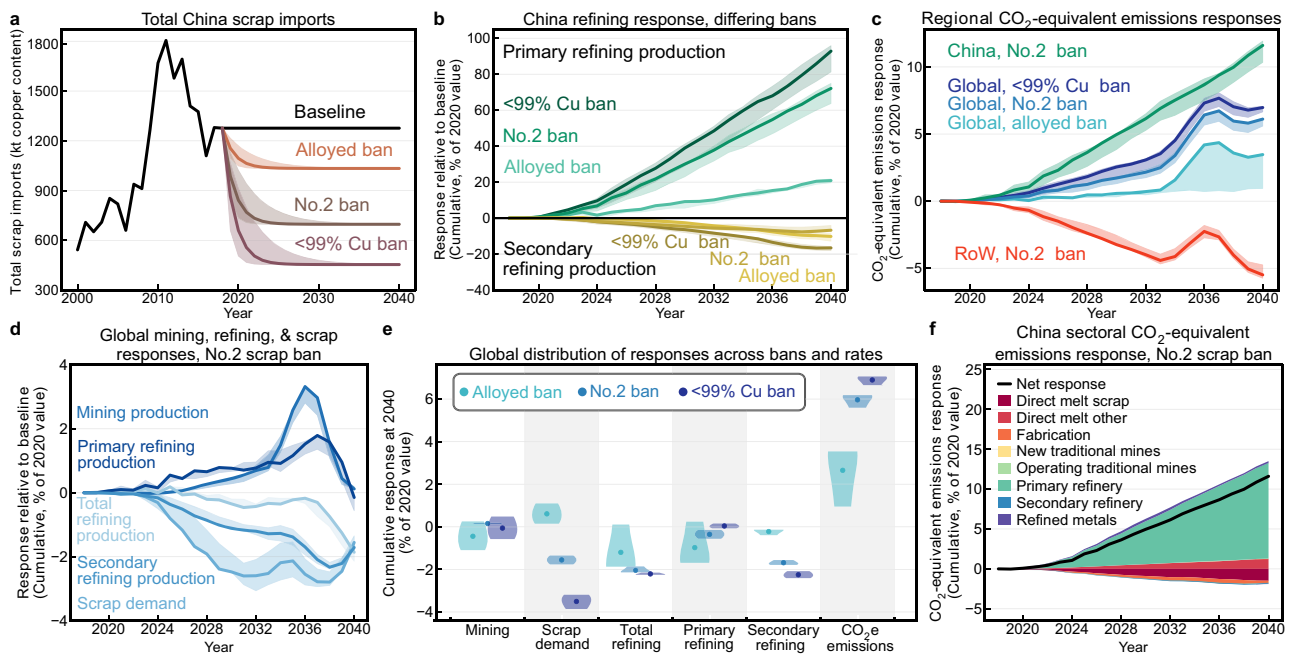 a
Total China scrap imports
Total scrap imports (kt copper content)
1800
1500
1200
900
600
300
Baseline
Alloyed ban
No.2 ban
<99% Cu ban
2000
2010
2020
2030
2040
Year
b
China refining response, differing bans
Response relative to baseline
(Cumulative, % of 2020 value)
100
80
60
40
20
0
−20
−40
Primary refining production
<99% Cu ban
No.2 ban
Alloyed ban
Secondary
refining production
<99% Cu ban
No.2 ban
Alloyed ban
2020
2024
2028
2032
2036
2040
Year
c
Regional CO2-equivalent emissions responses
CO2-equivalent emissions response
(Cumulative, % of 2020 value)
10
5
0
−5
China, No.2 ban
Global, <99% Cu ban
Global, No.2 ban
Global, alloyed ban
RoW, No.2 ban
2020
2024
2028
2032
2036
2040
Year
d
Global mining, refining, & scrap
responses, No.2 scrap ban
Response relative to baseline
(Cumulative, % of 2020 value)
4
2
0
−2
−4
Mining production
Primary refining
production
Total
refining
production
Secondary
refining production
Scrap demand
2020
2024
2028
2032
2036
2040
Year
e
Global distribution of responses across bans and rates
Cumulative response at 2040
(% of 2020 value)
6
4
2
0
−2
−4
Alloyed ban
No.2 ban
<99% Cu ban
Mining
Scrap
demand
Total
refining
Primary
refining
Secondary
refining
CO2e
emissions
f
China sectoral CO2-equivalent
emissions response, No.2 scrap ban
CO2-equivalent emissions response
(Cumulative, % of 2020 value)
25
20
15
10
5
0
−5
Net response
Direct melt scrap
Direct melt other
Fabrication
New traditional mines
Operating traditional mines
Primary refinery
Secondary refinery
Refined metals
2020
2024
2028
2032
2036
2040
Year